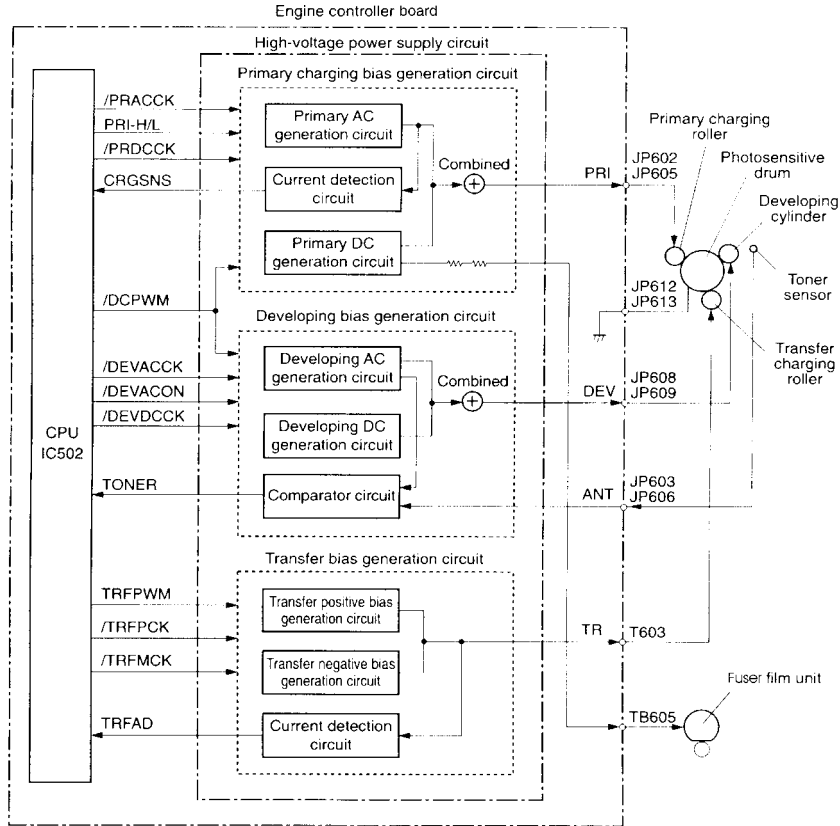 Engine controller board
High-voltage power supply circuit
Primary charging bias generation circuit
/PRACCK
PRI-H/L
/PRDCCK
CRGSNS
Primary AC
generation circuit
Current detection
circuit
Primary DC
generation circuit
Combined
PRI
JP602
JP605
Primary charging
roller
Photosensitive
drum
Developing
cylinder
Toner
sensor
Transfer
charging
roller
JP612
JP613
/DCPWM
Developing bias generation circuit
/DEVACCK
/DEVACON
/DEVDCCK
Developing AC
generation circuit
Developing DC
generation circuit
Combined
DEV
JP608
JP609
CPU
IC502
TONER
Comparator circuit
ANT
JP603
JP606
Transfer bias generation circuit
TRFPWM
/TRFPCK
/TRFMCK
TRFAD
Transfer positive bias
generation circuit
Transfer negative bias
generation circuit
Current detection
circuit
TR
T603
TB605
Fuser film unit